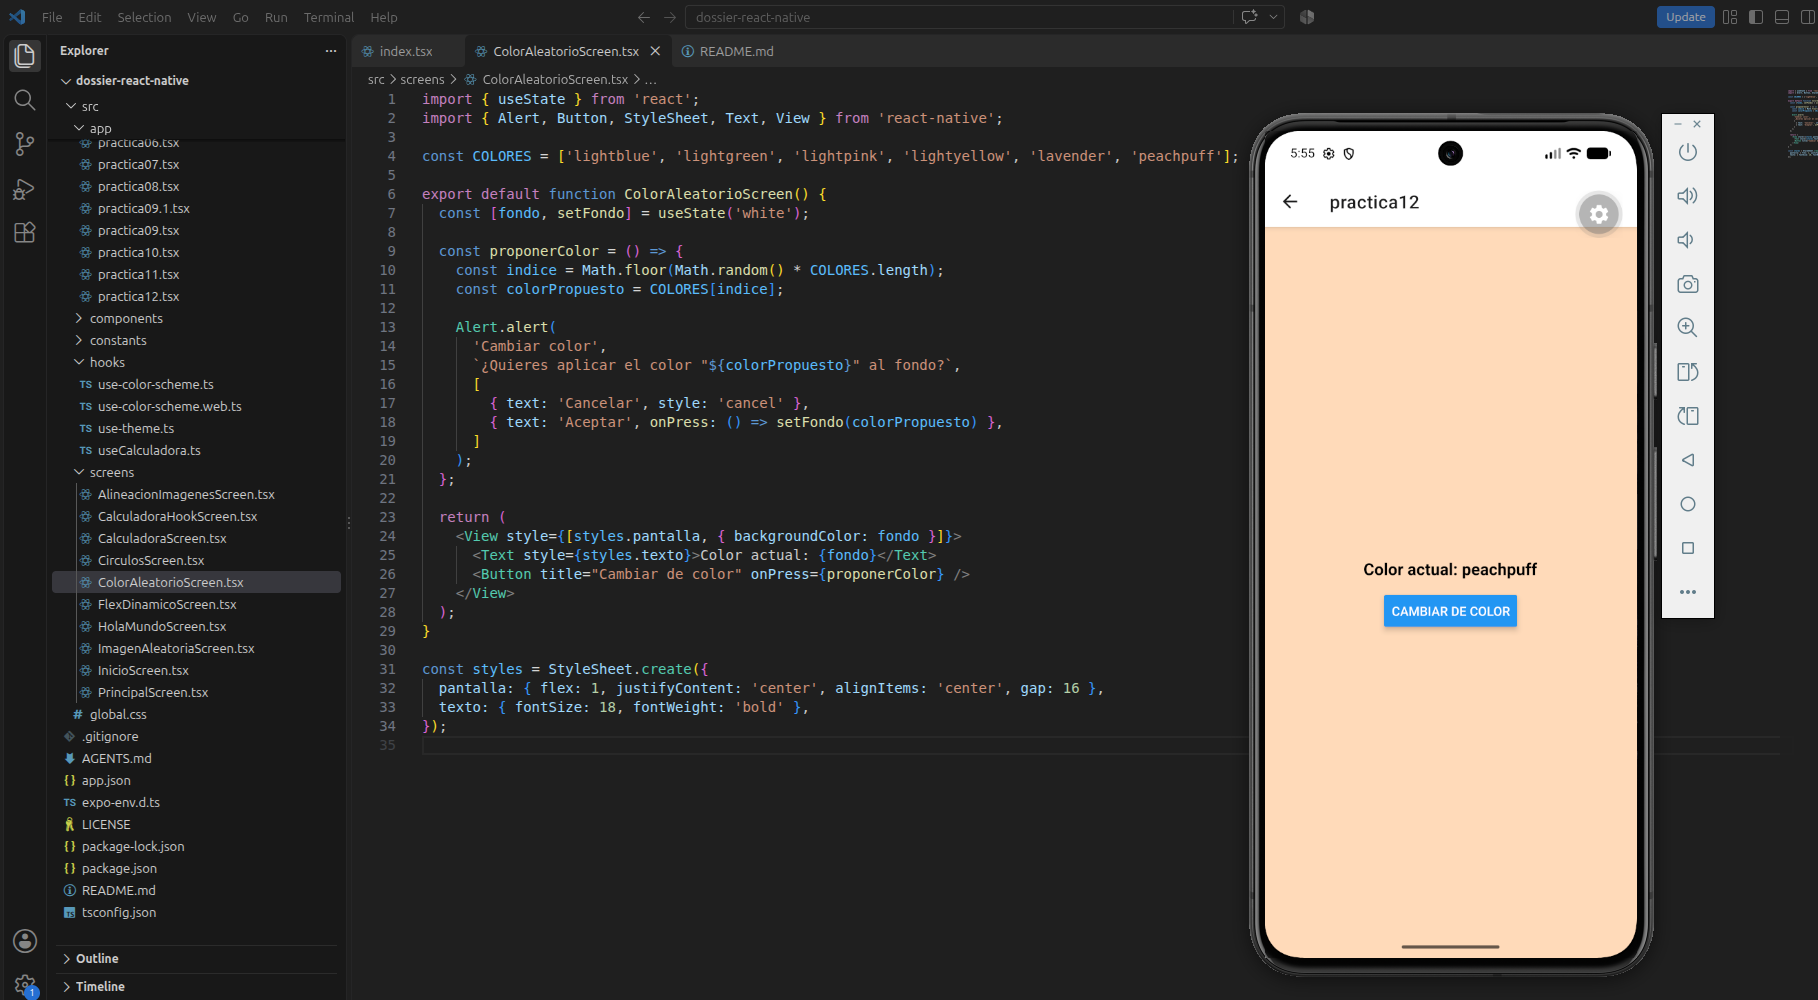 File Edit Selection View Go Run Terminal Help
dossier-react-native
Update
Explorer
dossier-react-native
src
app
practica06.tsx
practica07.tsx
practica08.tsx
practica09.1.tsx
practica09.tsx
practica10.tsx
practica11.tsx
practica12.tsx
components
constants
hooks
TS use-color-scheme.ts
TS use-color-scheme.web.ts
TS use-theme.ts
TS useCalculadora.ts
screens
AlineacionImagenesScreen.tsx
CalculadoraHookScreen.tsx
CalculadoraScreen.tsx
CirculosScreen.tsx
ColorAleatorioScreen.tsx
FlexDinamicoScreen.tsx
HolaMundoScreen.tsx
ImagenAleatoriaScreen.tsx
InicioScreen.tsx
PrincipalScreen.tsx
# global.css
.gitignore
AGENTS.md
{} app.json
TS expo-env.d.ts
LICENSE
{} package-lock.json
{} package.json
README.md
TS tsconfig.json
Outline
Timeline
1
index.tsx ColorAleatorioScreen.tsx README.md
src > screens > ColorAleatorioScreen.tsx > ...
1 import { useState } from 'react';
2 import { Alert, Button, StyleSheet, Text, View } from 'react-native';
3
4 const COLORES = ['lightblue', 'lightgreen', 'lightpink', 'lightyellow', 'lavender', 'peachpuff'];
5
6 export default function ColorAleatorioScreen() {
7 const [fondo, setFondo] = useState('white');
8
9 const proponerColor = () => {
10 const indice = Math.floor(Math.random() * COLORES.length);
11 const colorPropuesto = COLORES[indice];
12
13 Alert.alert(
14 'Cambiar color',
15 `¿Quieres aplicar el color "${colorPropuesto}" al fondo?`,
16 [
17 { text: 'Cancelar', style: 'cancel' },
18 { text: 'Aceptar', onPress: () => setFondo(colorPropuesto) },
19 ]
20 );
21 };
22
23 return (
24 <View style={[styles.pantalla, { backgroundColor: fondo }]}>
25 <Text style={styles.texto}>Color actual: {fondo}</Text>
26 <Button title="Cambiar de color" onPress={proponerColor} />
27 </View>
28 );
29 }
30
31 const styles = StyleSheet.create({
32 pantalla: { flex: 1, justifyContent: 'center', alignItems: 'center', gap: 16 },
33 texto: { fontSize: 18, fontWeight: 'bold' },
34 });
35
5:55
practica12
Color actual: peachpuff
CAMBIAR DE COLOR